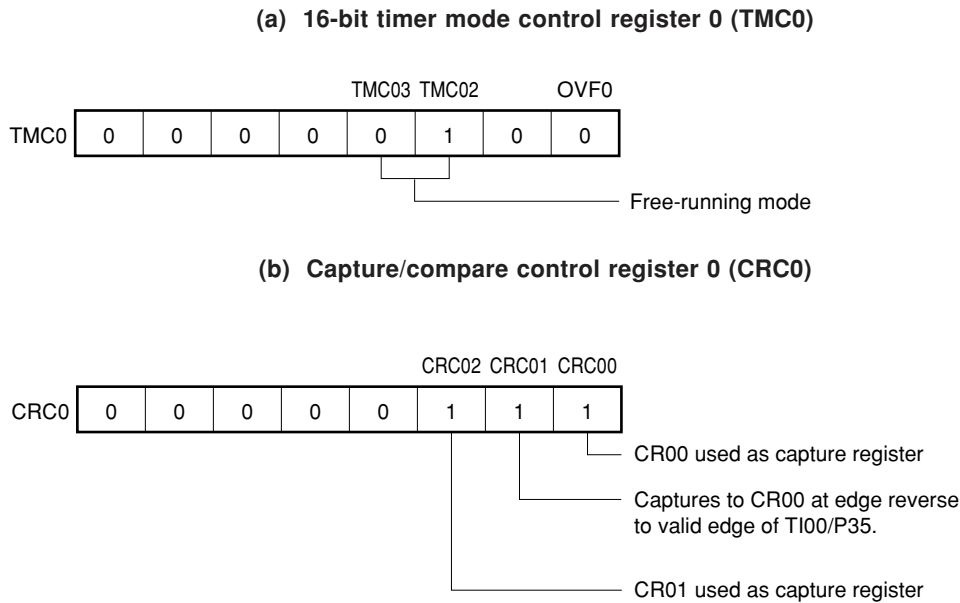 (a) 16-bit timer mode control register 0 (TMC0)
TMC03 TMC02 OVF0
TMC0 0 0 0 0 0 1 0 0
Free-running mode
(b) Capture/compare control register 0 (CRC0)
CRC02 CRC01 CRC00
CRC0 0 0 0 0 0 1 1 1
CR00 used as capture register
Captures to CR00 at edge reverse
to valid edge of TI00/P35.
CR01 used as capture register